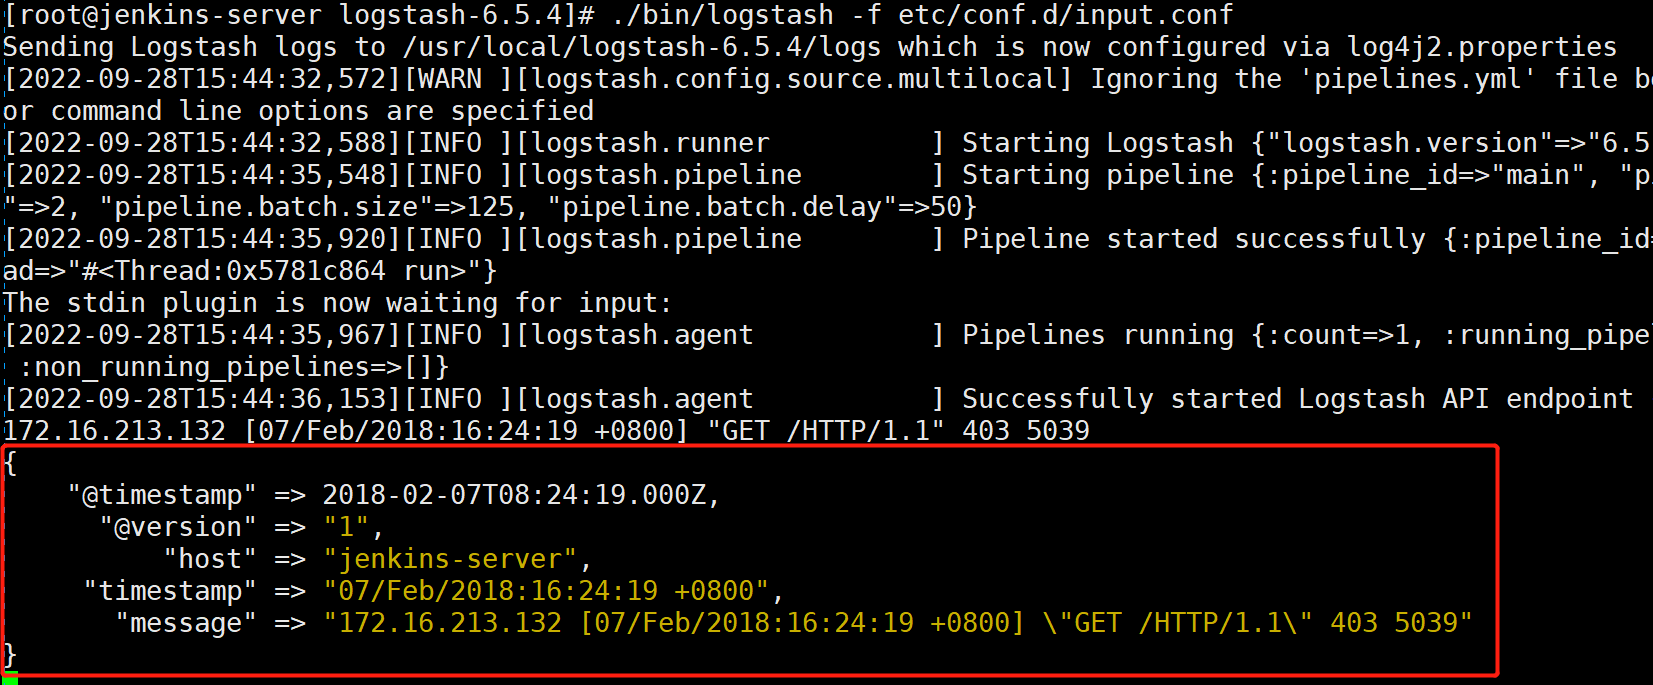 [root@jenkins-server logstash-6.5.4]# ./bin/logstash -f etc/conf.d/input.conf
Sending Logstash logs to /usr/local/logstash-6.5.4/logs which is now configured via log4j2.properties
[2022-09-28T15:44:32,572][WARN ][logstash.config.source.multilocal] Ignoring the 'pipelines.yml' file
or command line options are specified
[2022-09-28T15:44:32,588][INFO ][logstash.runner          ] Starting Logstash {"logstash.version"=>"6.5
[2022-09-28T15:44:35,548][INFO ][logstash.pipeline        ] Starting pipeline {:pipeline_id=>"main", "p
"=>2, "pipeline.batch.size"=>125, "pipeline.batch.delay"=>50}
[2022-09-28T15:44:35,920][INFO ][logstash.pipeline        ] Pipeline started successfully {:pipeline_id=
ad=>"#<Thread:0x5781c864 run>"}
The stdin plugin is now waiting for input:
[2022-09-28T15:44:35,967][INFO ][logstash.agent           ] Pipelines running {:count=>1, :running_pipe
 :non_running_pipelines=>[]}
[2022-09-28T15:44:36,153][INFO ][logstash.agent           ] Successfully started Logstash API endpoint
172.16.213.132 [07/Feb/2018:16:24:19 +0800] "GET /HTTP/1.1" 403 5039
{
    "@timestamp" => 2018-02-07T08:24:19.000Z,
      "@version" => "1",
          "host" => "jenkins-server",
     "timestamp" => "07/Feb/2018:16:24:19 +0800",
       "message" => "172.16.213.132 [07/Feb/2018:16:24:19 +0800] \"GET /HTTP/1.1\" 403 5039"
}